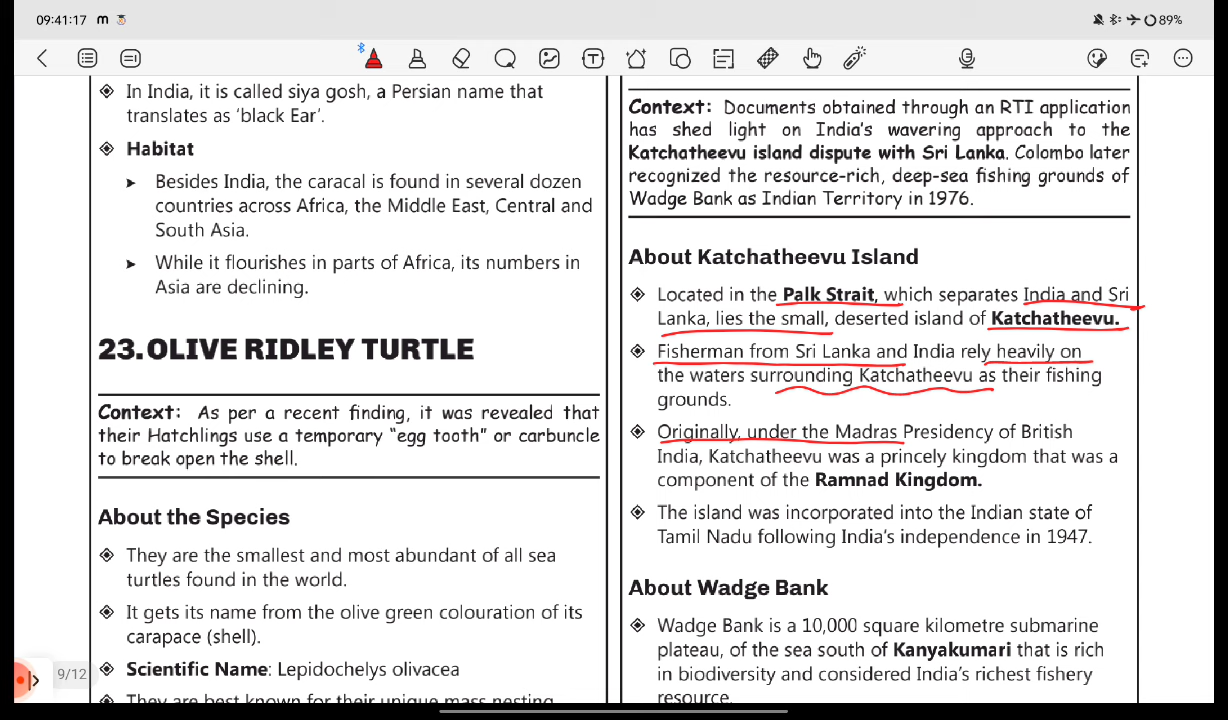 09:41:17 m
89%
In India, it is called siya gosh, a Persian name that
translates as ‘black Ear’.
Habitat
Besides India, the caracal is found in several dozen
countries across Africa, the Middle East, Central and
South Asia.
While it flourishes in parts of Africa, its numbers in
Asia are declining.
23. OLIVE RIDLEY TURTLE
Context: As per a recent finding, it was revealed that
their Hatchlings use a temporary “egg tooth” or carbuncle
to break open the shell.
About the Species
They are the smallest and most abundant of all sea
turtles found in the world.
It gets its name from the olive green colouration of its
carapace (shell).
Scientific Name: Lepidochelys olivacea
They are best known for their unique mass nesting
9/12
Context: Documents obtained through an RTI application
has shed light on India’s wavering approach to the
Katchatheevu island dispute with Sri Lanka. Colombo later
recognized the resource-rich, deep-sea fishing grounds of
Wadge Bank as Indian Territory in 1976.
About Katchatheevu Island
Located in the Palk Strait, which separates India and Sri
Lanka, lies the small, deserted island of Katchatheevu.
Fisherman from Sri Lanka and India rely heavily on
the waters surrounding Katchatheevu as their fishing
grounds.
Originally, under the Madras Presidency of British
India, Katchatheevu was a princely kingdom that was a
component of the Ramnad Kingdom.
The island was incorporated into the Indian state of
Tamil Nadu following India’s independence in 1947.
About Wadge Bank
Wadge Bank is a 10,000 square kilometre submarine
plateau, of the sea south of Kanyakumari that is rich
in biodiversity and considered India’s richest fishery
resource.